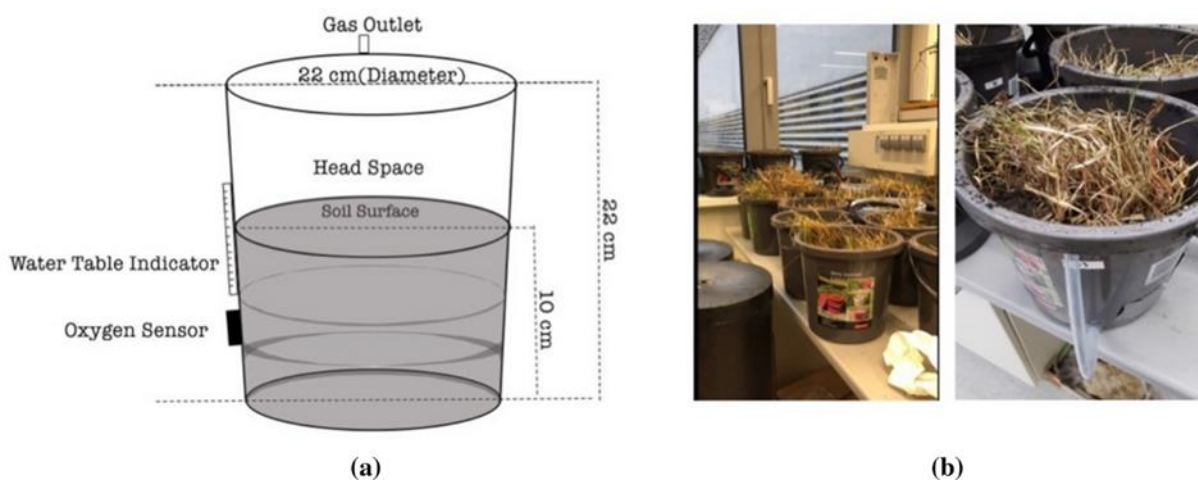 Gas Outlet
22 cm(Diameter)
Head Space
Soil Surface
Water Table Indicator
Oxygen Sensor
10 cm
22 cm
(a)
(b)